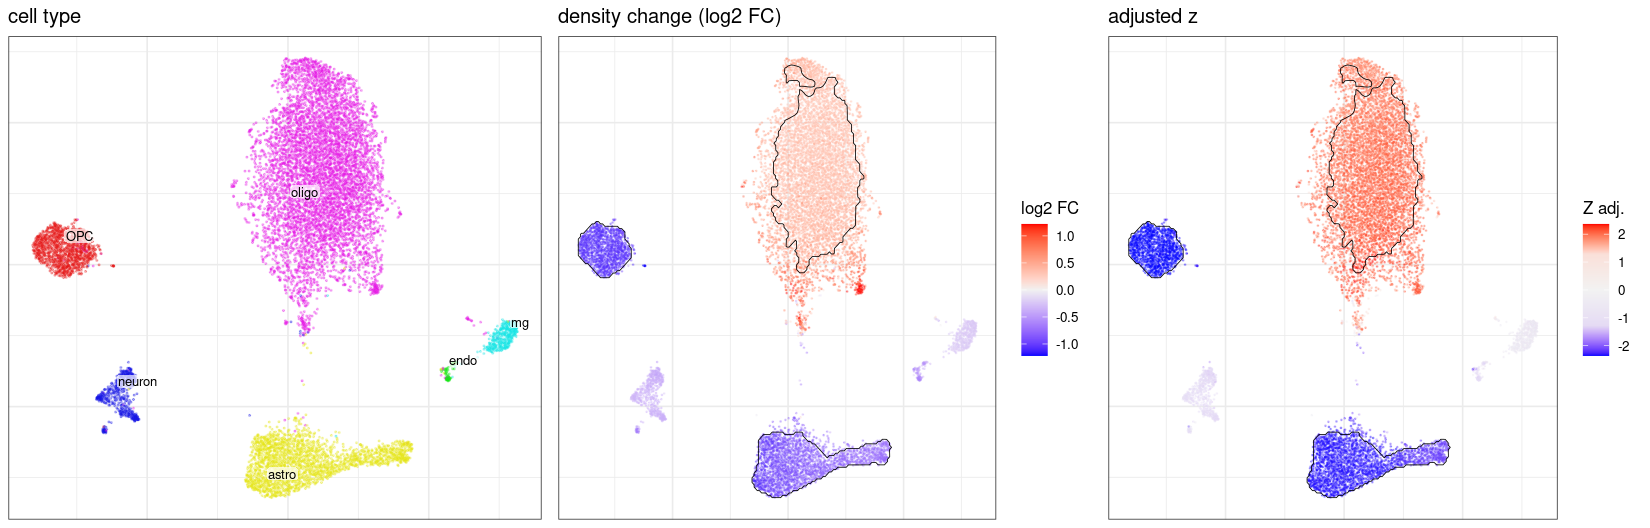 cell type
density change (log2 FC)
adjusted z
oligo
OPC
mg
endo
neuron
astro
log2 FC
1.0
0.5
0.0
-0.5
-1.0
Z adj.
2
1
0
-1
-2